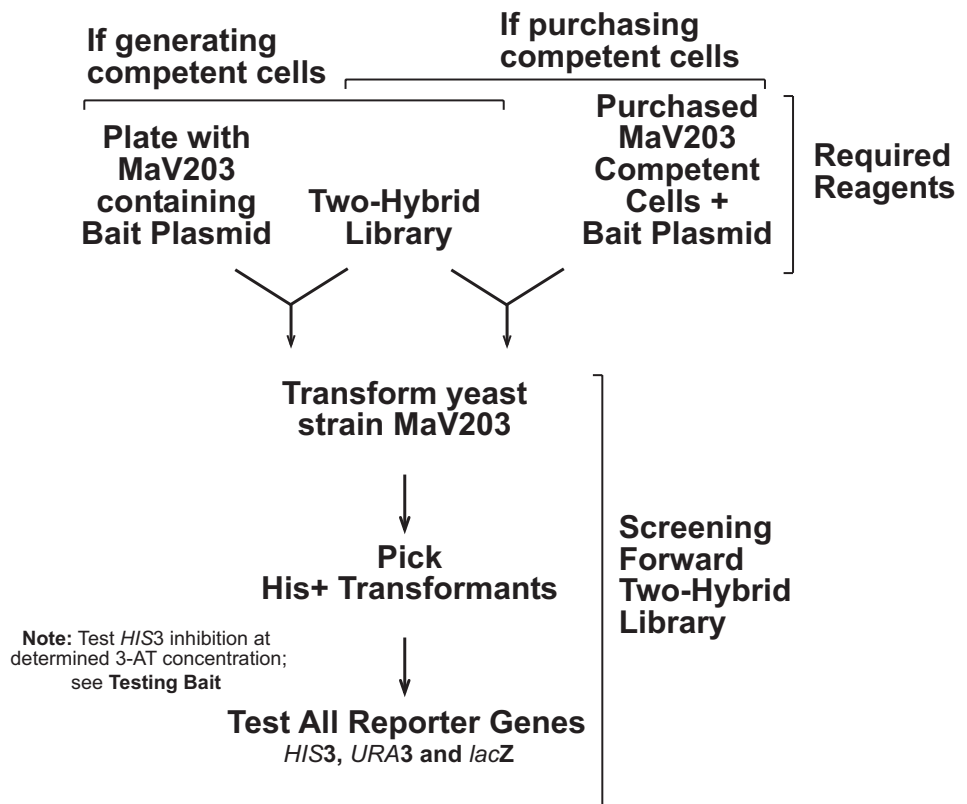 If generating
competent cells
If purchasing
competent cells
Plate with
MaV203
containing
Bait Plasmid
Two-Hybrid
Library
Purchased
MaV203
Competent
Cells +
Bait Plasmid
Required
Reagents
Transform yeast
strain MaV203
Pick
His+ Transformants
Screening
Forward
Two-Hybrid
Library
Note: Test HIS3 inhibition at
determined 3-AT concentration;
see Testing Bait
Test All Reporter Genes
HIS3, URA3 and lacZ